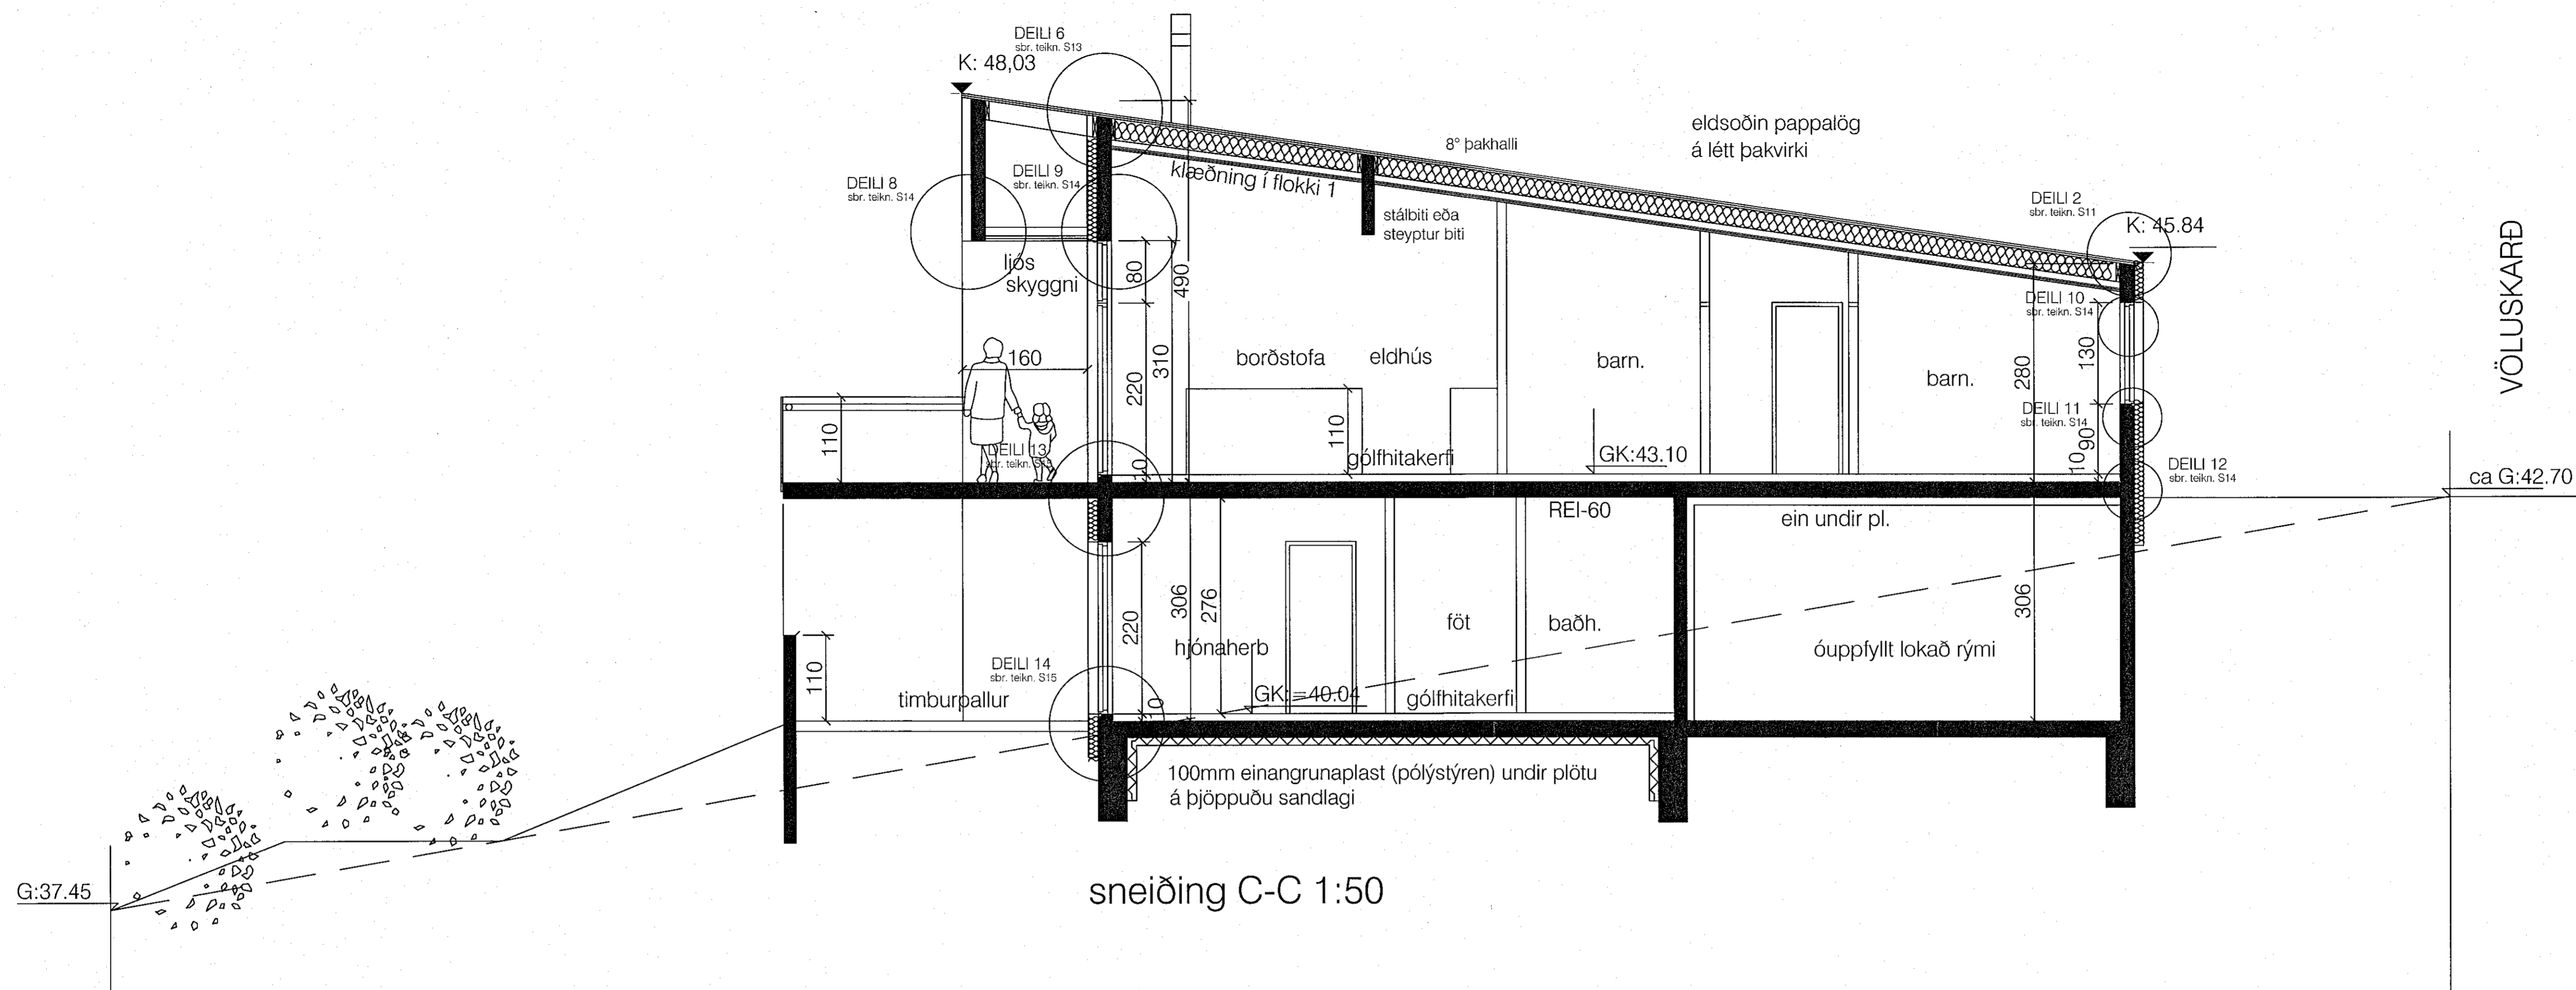 DEILI 6
sbr. teikn. S13
K: 48,03
eldsoðin pappalög
á létt þakvirki
8° þakhalli
klæðning í flokki 1
DEILI 9
sbr. teikn. S14
DEILI 8
sbr. teikn. S14
stálbiti eða
steyptur biti
DEILI 2
sbr. teikn. S11
K: 45.84
VÖLUSKARÐ
ljós
skyggni
80
490
310
220
160
110
10
DEILI 13
sbr. teikn. S15
borðstofa
eldhús
110
gólfhitakerfi
barn.
GK:43.10
barn.
280
DEILI 10
sbr. teikn. S14
130
DEILI 11
sbr. teikn. S14
90
10
DEILI 12
sbr. teikn. S14
ca G:42.70
REI-60
ein undir pl.
220
306
276
föt
baðh.
306
hjónaherb
óuppfyllt lokað rými
110
DEILI 14
sbr. teikn. S15
timburpallur
10
GK:=40.04
gólfhitakerfi
100mm einangrunaplast (pólýstýren) undir plötu
á þjöppuðu sandlagi
G:37.45
sneiðing C-C 1:50